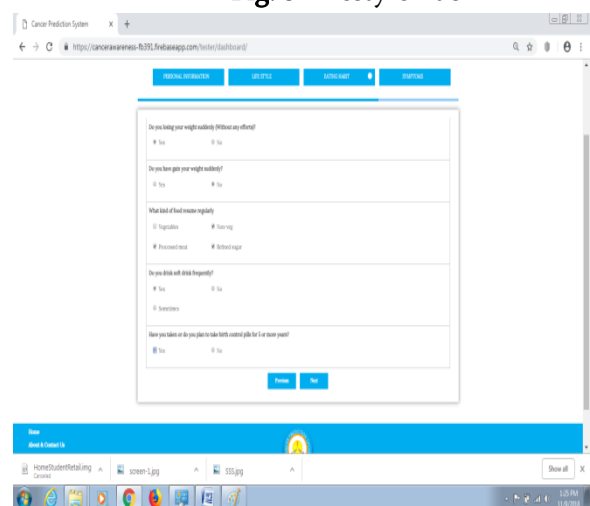 Cancer Prediction System
https://cancerawareness-fb391.firebaseapp.com/tester/dashboard/
PERSONAL INFORMATION LIFE STYLE EATING HABIT SYMPTOMS
Do you losing your weight suddenly (Without any efforts)?
Yes No
Do you have gain your weight suddenly?
Yes No
What kind of food resume regularly
Vegetables Non-veg
Processed meat Refined sugar
Do you drink soft drink frequently?
Yes No
Sometimes
Have you taken or do you plan to take birth control pills for 5 or more years?
Yes No
Previous Next
Home
About & Contact Us
HomeStudentRetail.img
Canceled
screen-1.jpg
555.jpg
Show all
1:25 PM